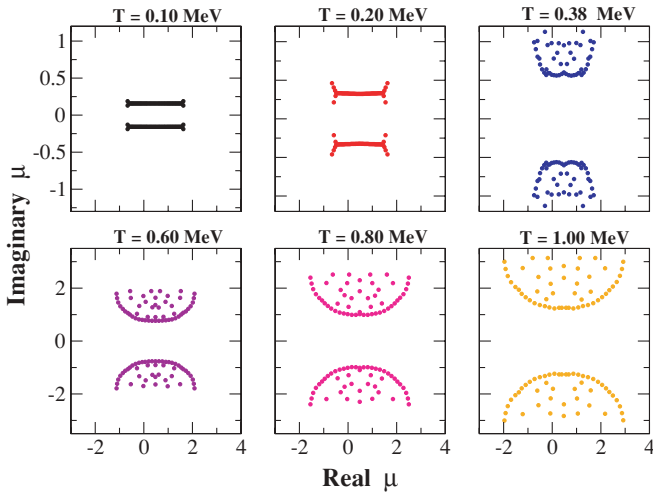 T = 0.10 MeV T = 0.20 MeV T = 0.38 MeV
1
0.5
0
-0.5
-1
Imaginary μ
T = 0.60 MeV T = 0.80 MeV T = 1.00 MeV
2
0
-2
-2 0 2 4 -2 0 2 4 -2 0 2 4
Real μ